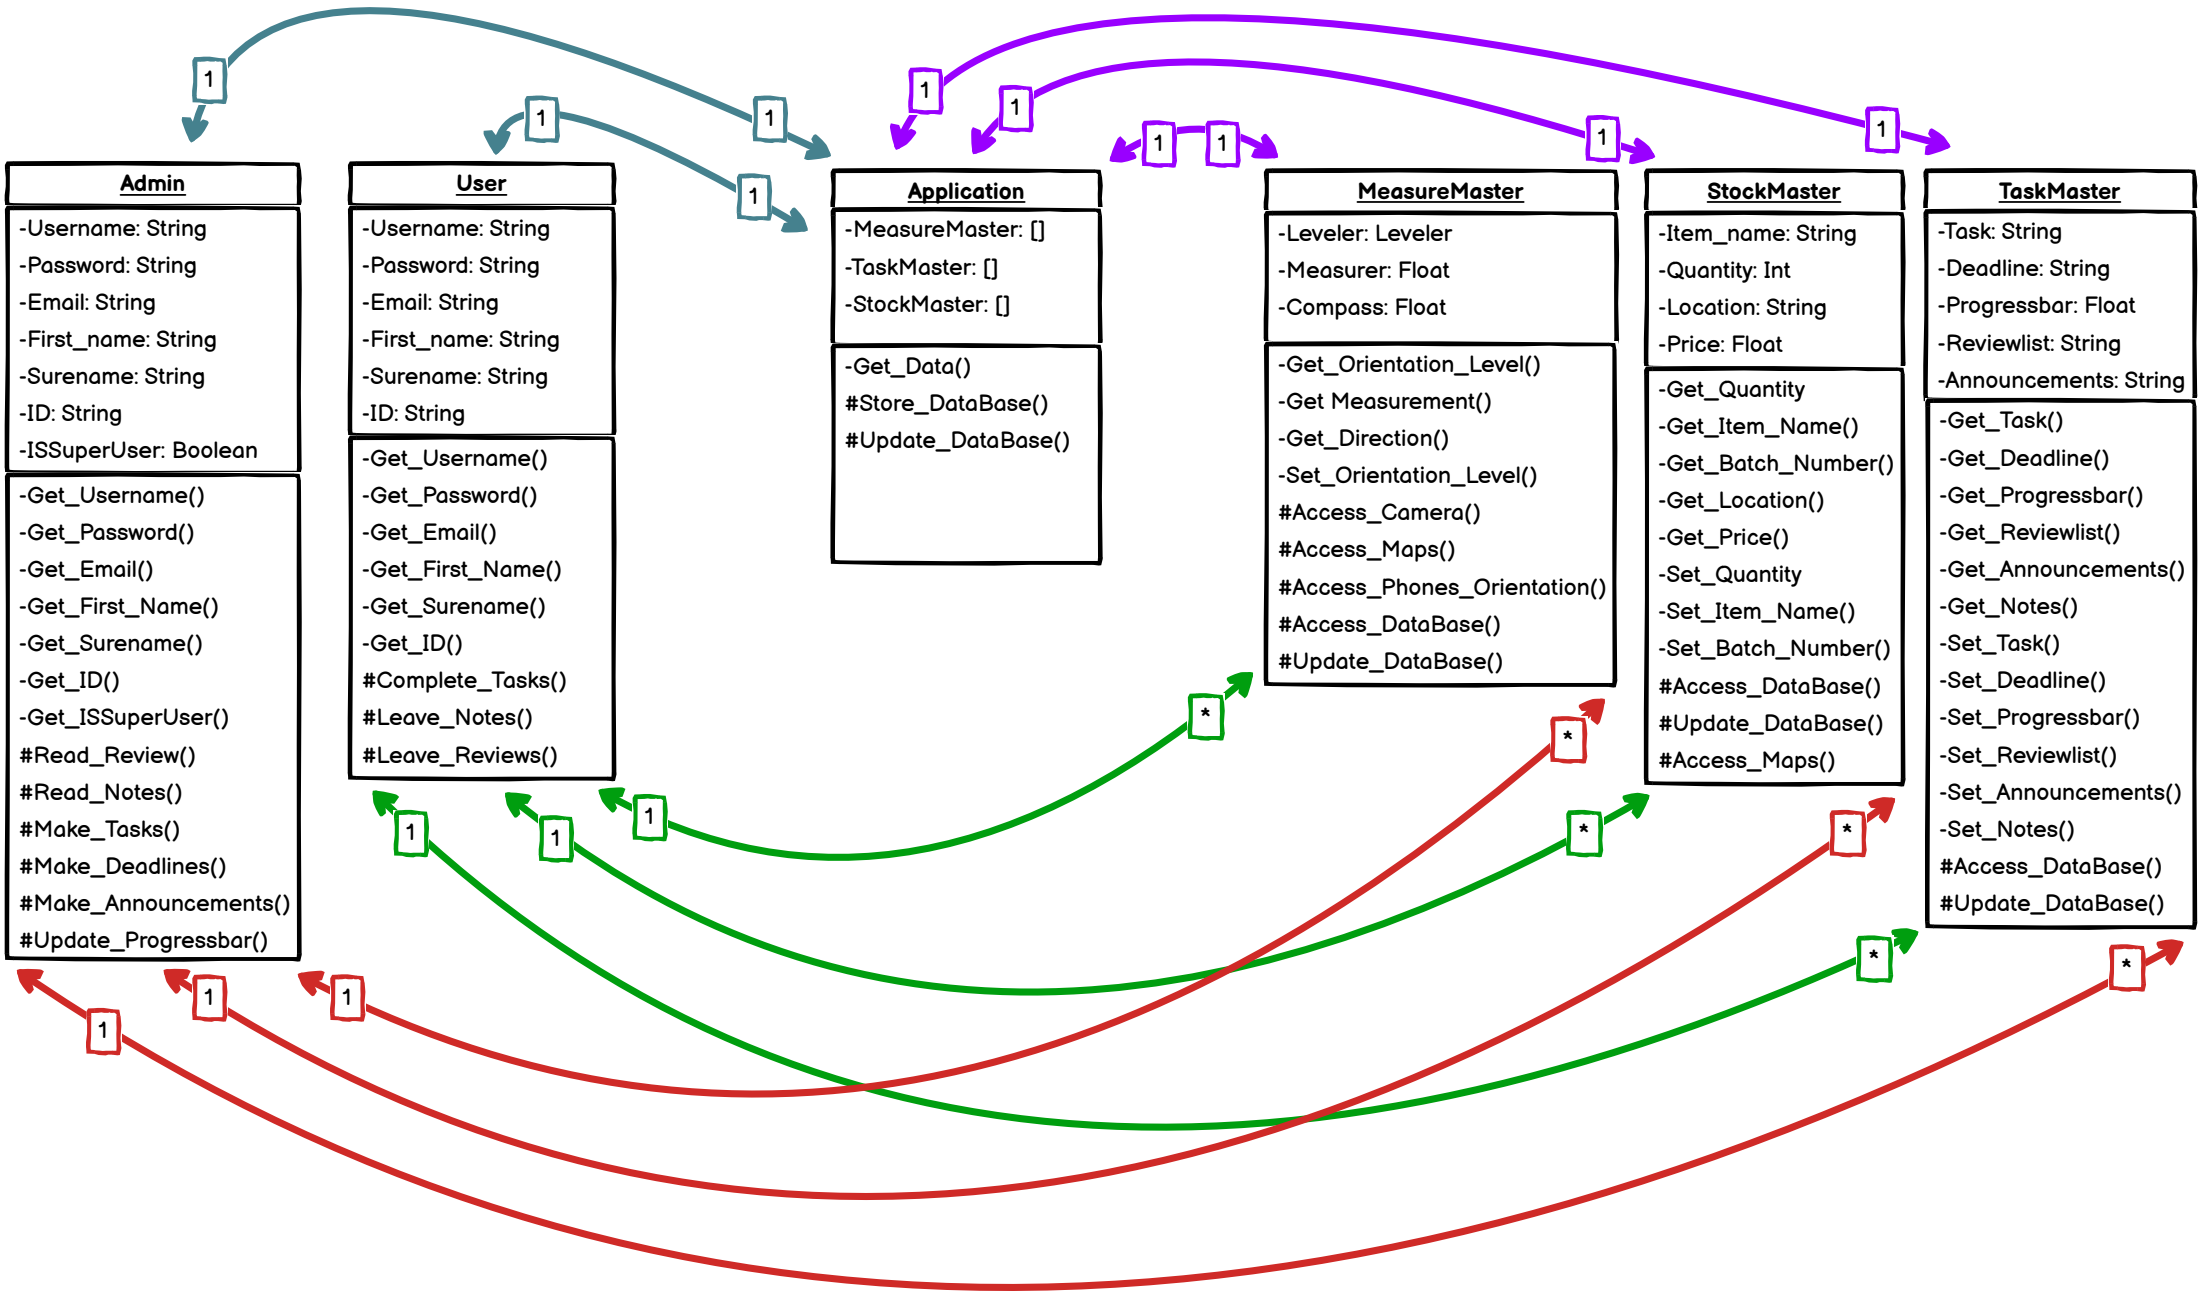 1
1
1
1
1
1
1
1
1
1
Admin
-Username: String
-Password: String
-Email: String
-First_name: String
-Surename: String
-ID: String
-ISSuperUser: Boolean
-Get_Username()
-Get_Password()
-Get_Email()
-Get_First_Name()
-Get_Surename()
-Get_ID()
-Get_ISSuperUser()
#Read_Review()
#Read_Notes()
#Make_Tasks()
#Make_Deadlines()
#Make_Announcements()
#Update_Progressbar()
User
-Username: String
-Password: String
-Email: String
-First_name: String
-Surename: String
-ID: String
-Get_Username()
-Get_Password()
-Get_Email()
-Get_First_Name()
-Get_Surename()
-Get_ID()
#Complete_Tasks()
#Leave_Notes()
#Leave_Reviews()
Application
-MeasureMaster: []
-TaskMaster: []
-StockMaster: []
-Get_Data()
#Store_DataBase()
#Update_DataBase()
MeasureMaster
-Leveler: Leveler
-Measurer: Float
-Compass: Float
-Get_Orientation_Level()
-Get Measurement()
-Get_Direction()
-Set_Orientation_Level()
#Access_Camera()
#Access_Maps()
#Access_Phones_Orientation()
#Access_DataBase()
#Update_DataBase()
StockMaster
-Item_name: String
-Quantity: Int
-Location: String
-Price: Float
-Get_Quantity
-Get_Item_Name()
-Get_Batch_Number()
-Get_Location()
-Get_Price()
-Set_Quantity
-Set_Item_Name()
-Set_Batch_Number()
#Access_DataBase()
#Update_DataBase()
#Access_Maps()
TaskMaster
-Task: String
-Deadline: String
-Progressbar: Float
-Reviewlist: String
-Announcements: String
-Get_Task()
-Get_Deadline()
-Get_Progressbar()
-Get_Reviewlist()
-Get_Announcements()
-Get_Notes()
-Set_Task()
-Set_Deadline()
-Set_Progressbar()
-Set_Reviewlist()
-Set_Announcements()
-Set_Notes()
#Access_DataBase()
#Update_DataBase()
*
*
1
1
1
*
*
*
*
1
1
1